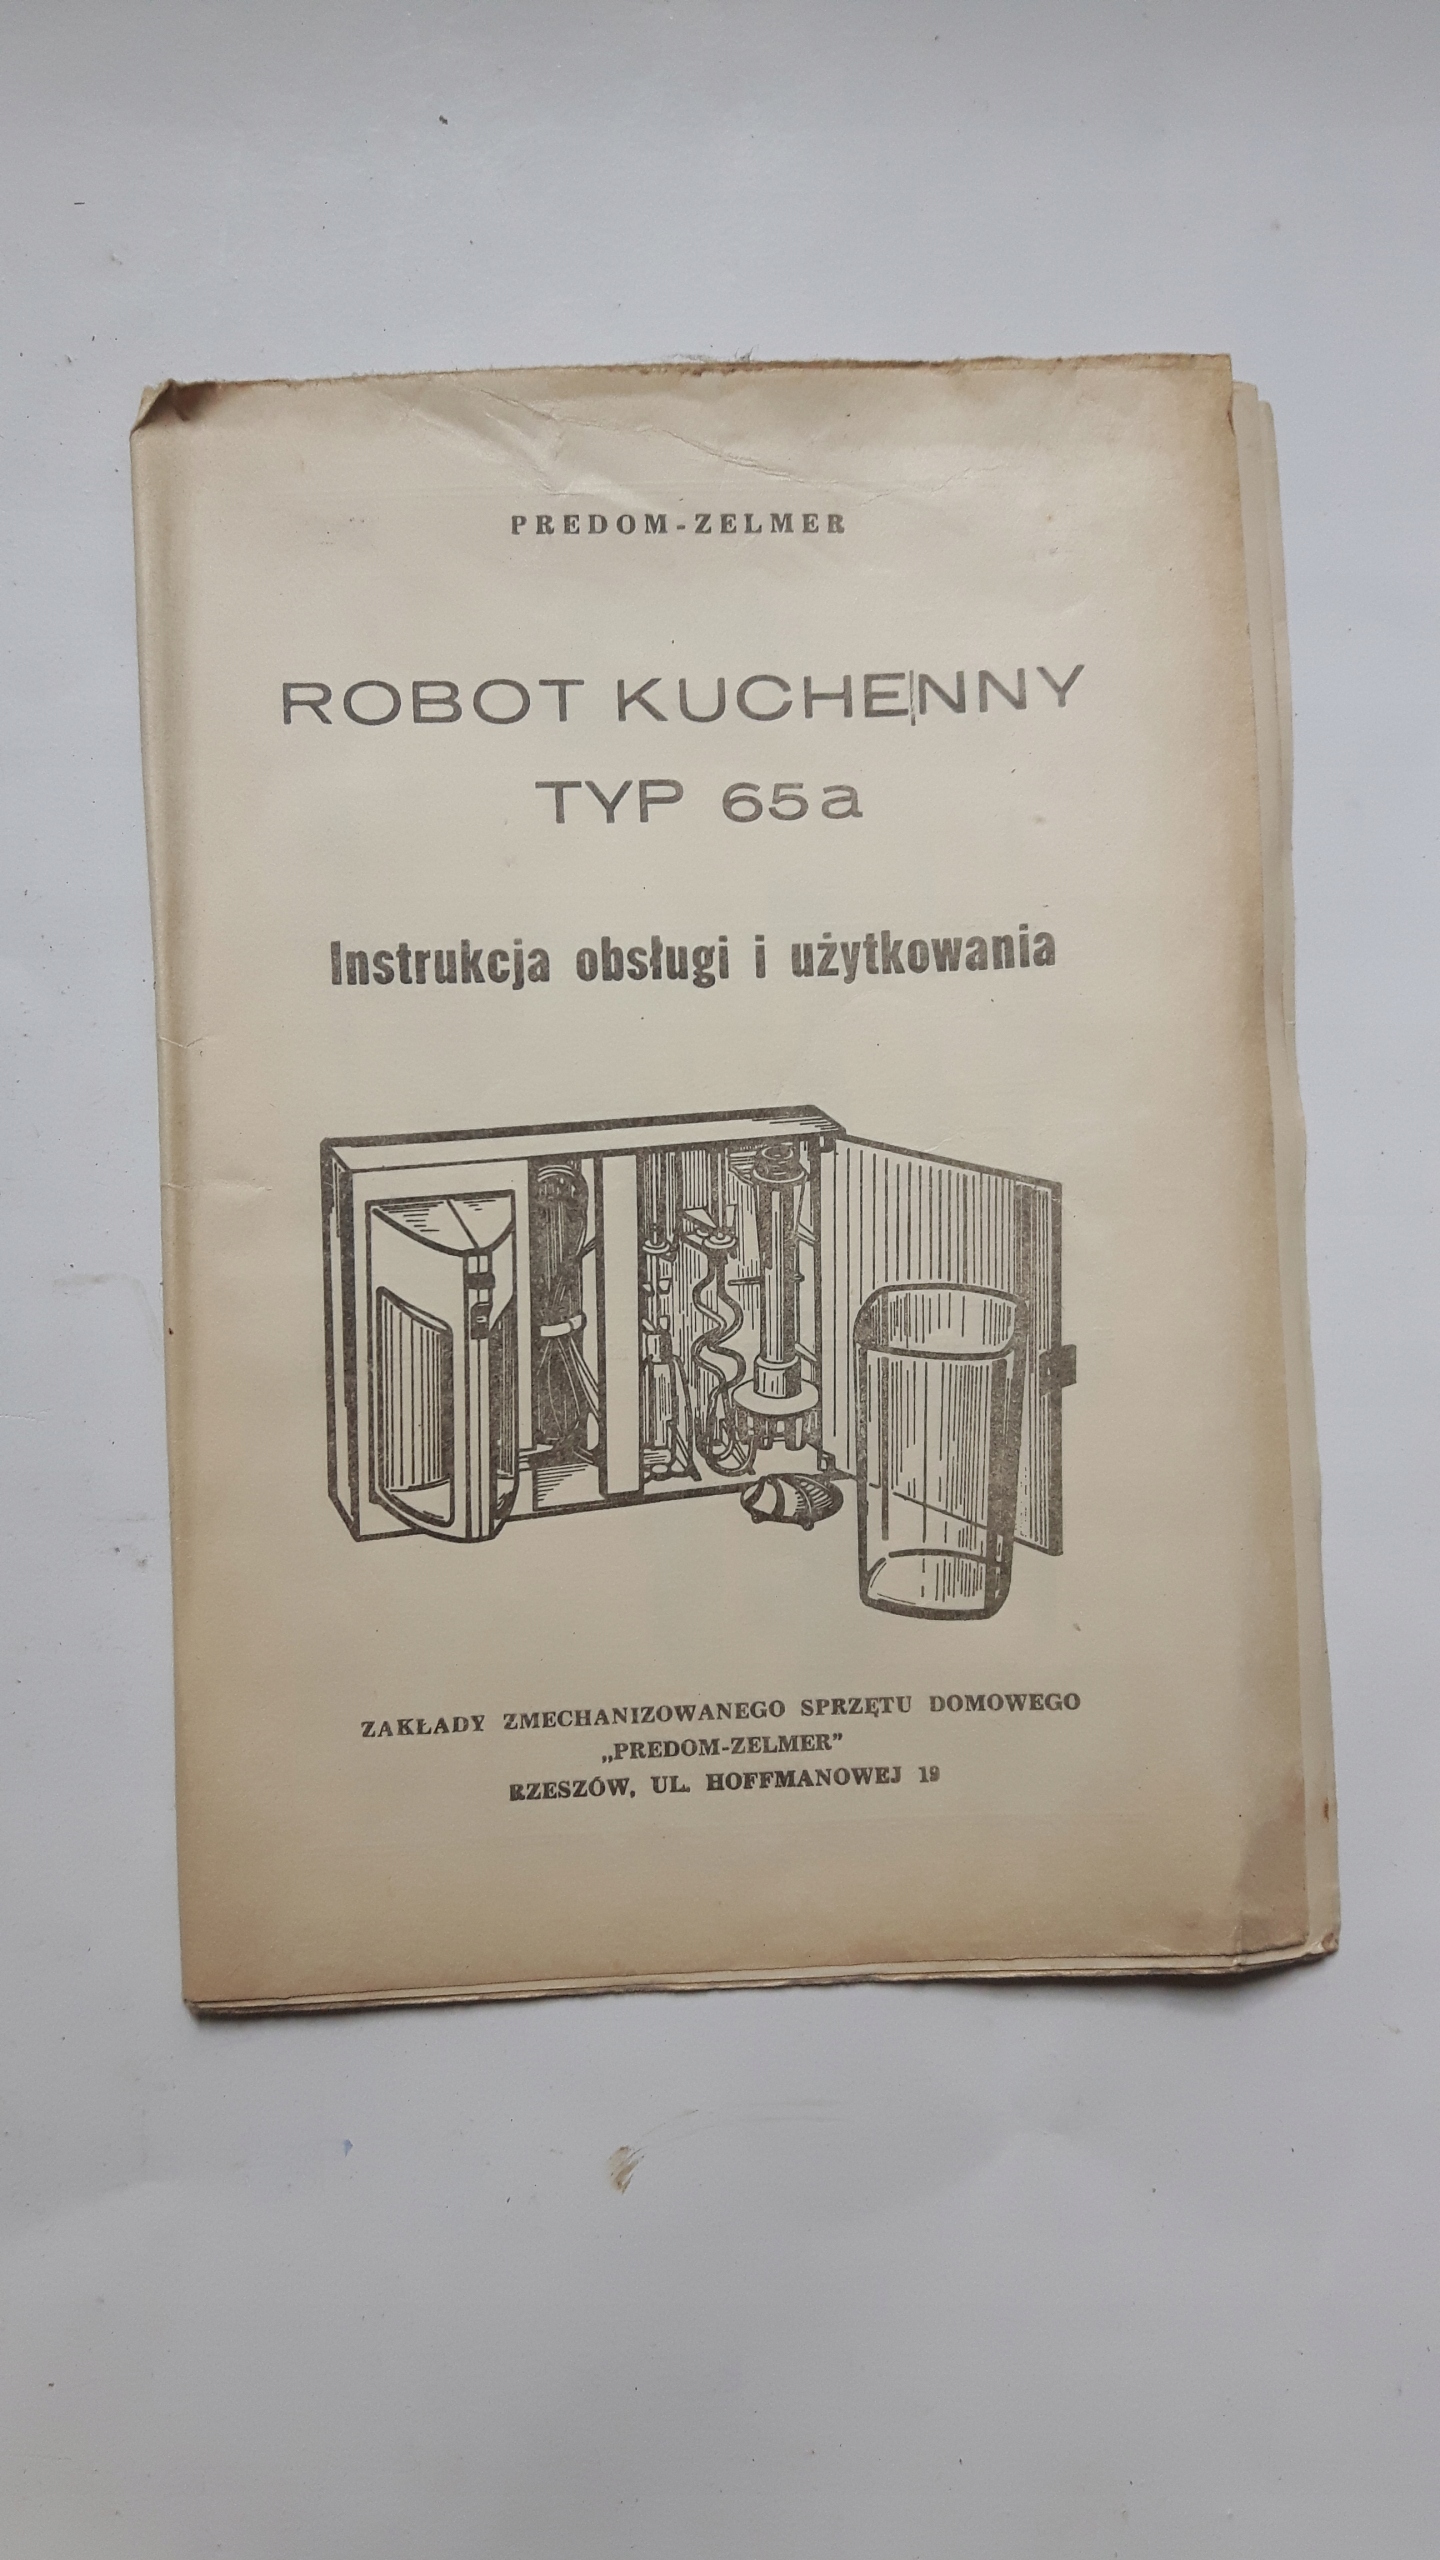 PREDOM-ZELMER
ROBOT KUCHENNY
TYP 65a
Instrukcja obsługi i użytkowania
ZAKŁADY ZMECHANIZOWANEGO SPRZĘTU DOMOWEGO
„PREDOM-ZELMER”
RZESZÓW, UL. HOFFMANOWEJ 19